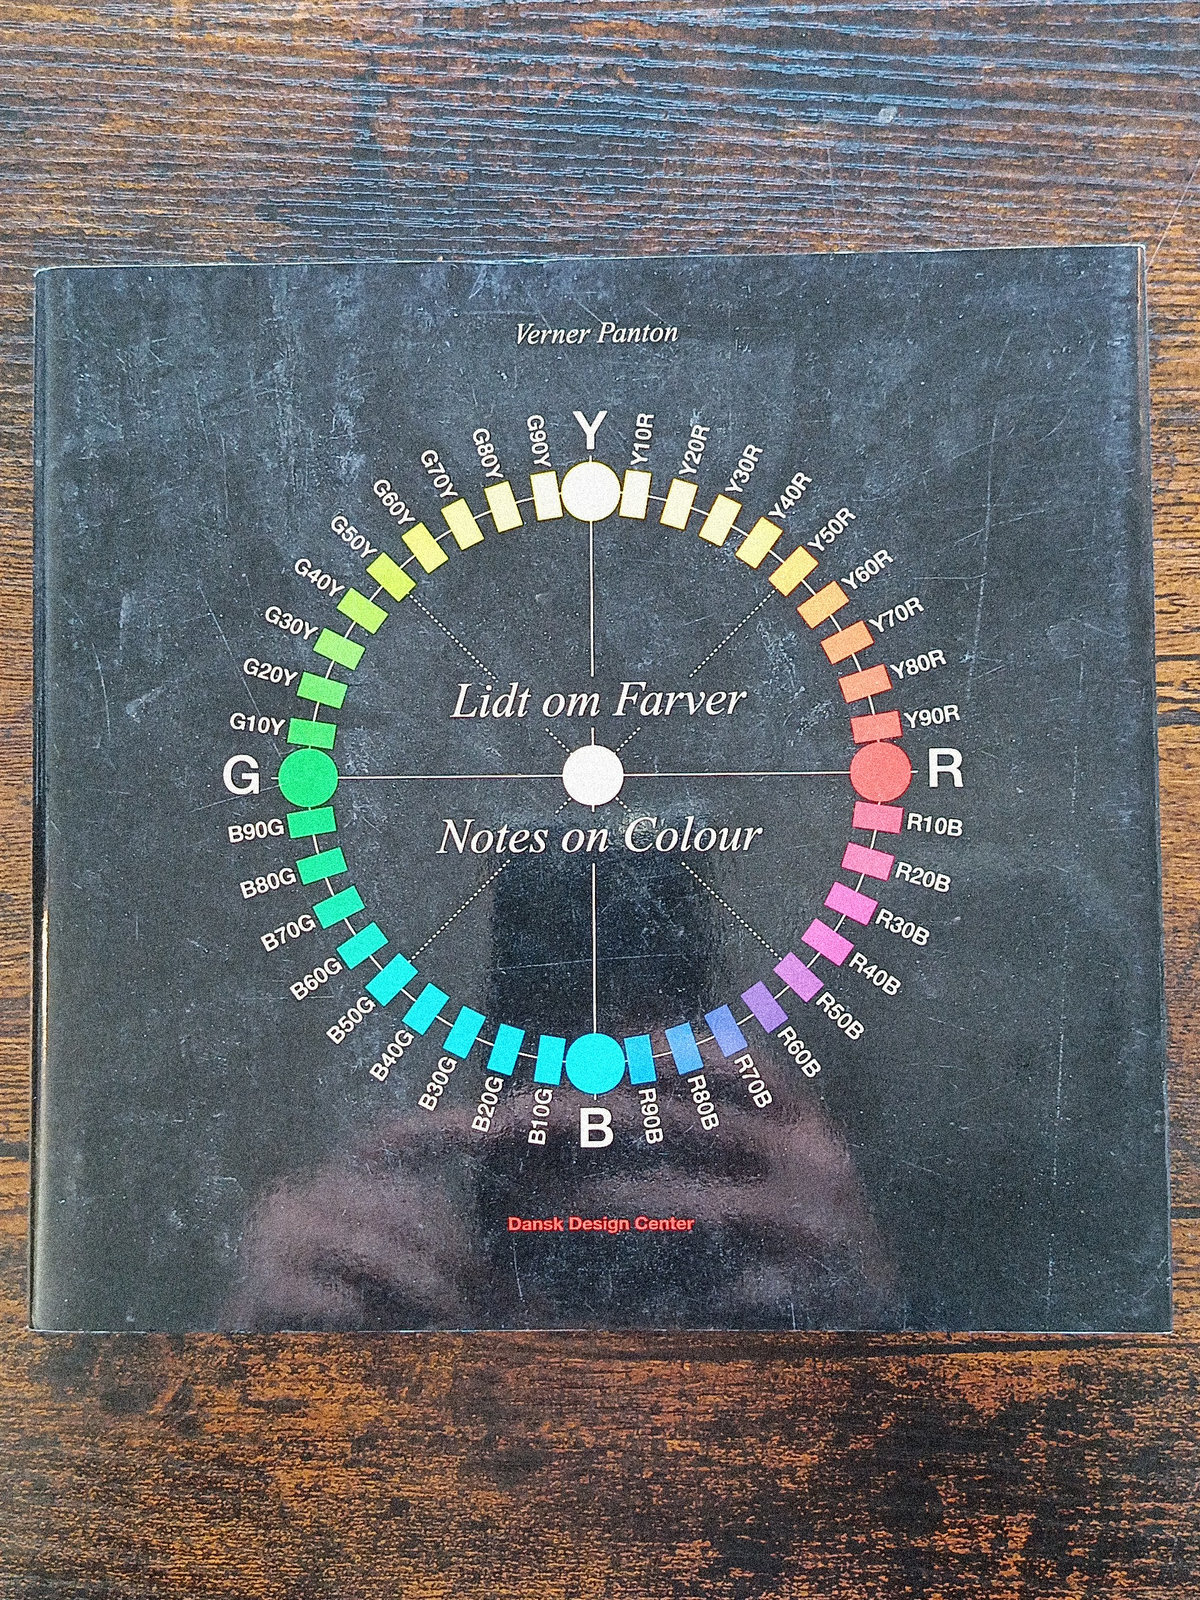 Verner Panton
Y
G90Y
Y10R
G80Y
Y20R
G70Y
Y30R
G60Y
Y40R
G50Y
Y50R
G40Y
Y60R
G30Y
Y70R
G20Y
Y80R
G10Y
Y90R
Lidt om Farver
G
R
Notes on Colour
B90G
R10B
B80G
R20B
B70G
R30B
B60G
R40B
B50G
R50B
B40G
R60B
B30G
R70B
B20G
R80B
B10G
R90B
B
Dansk Design Center